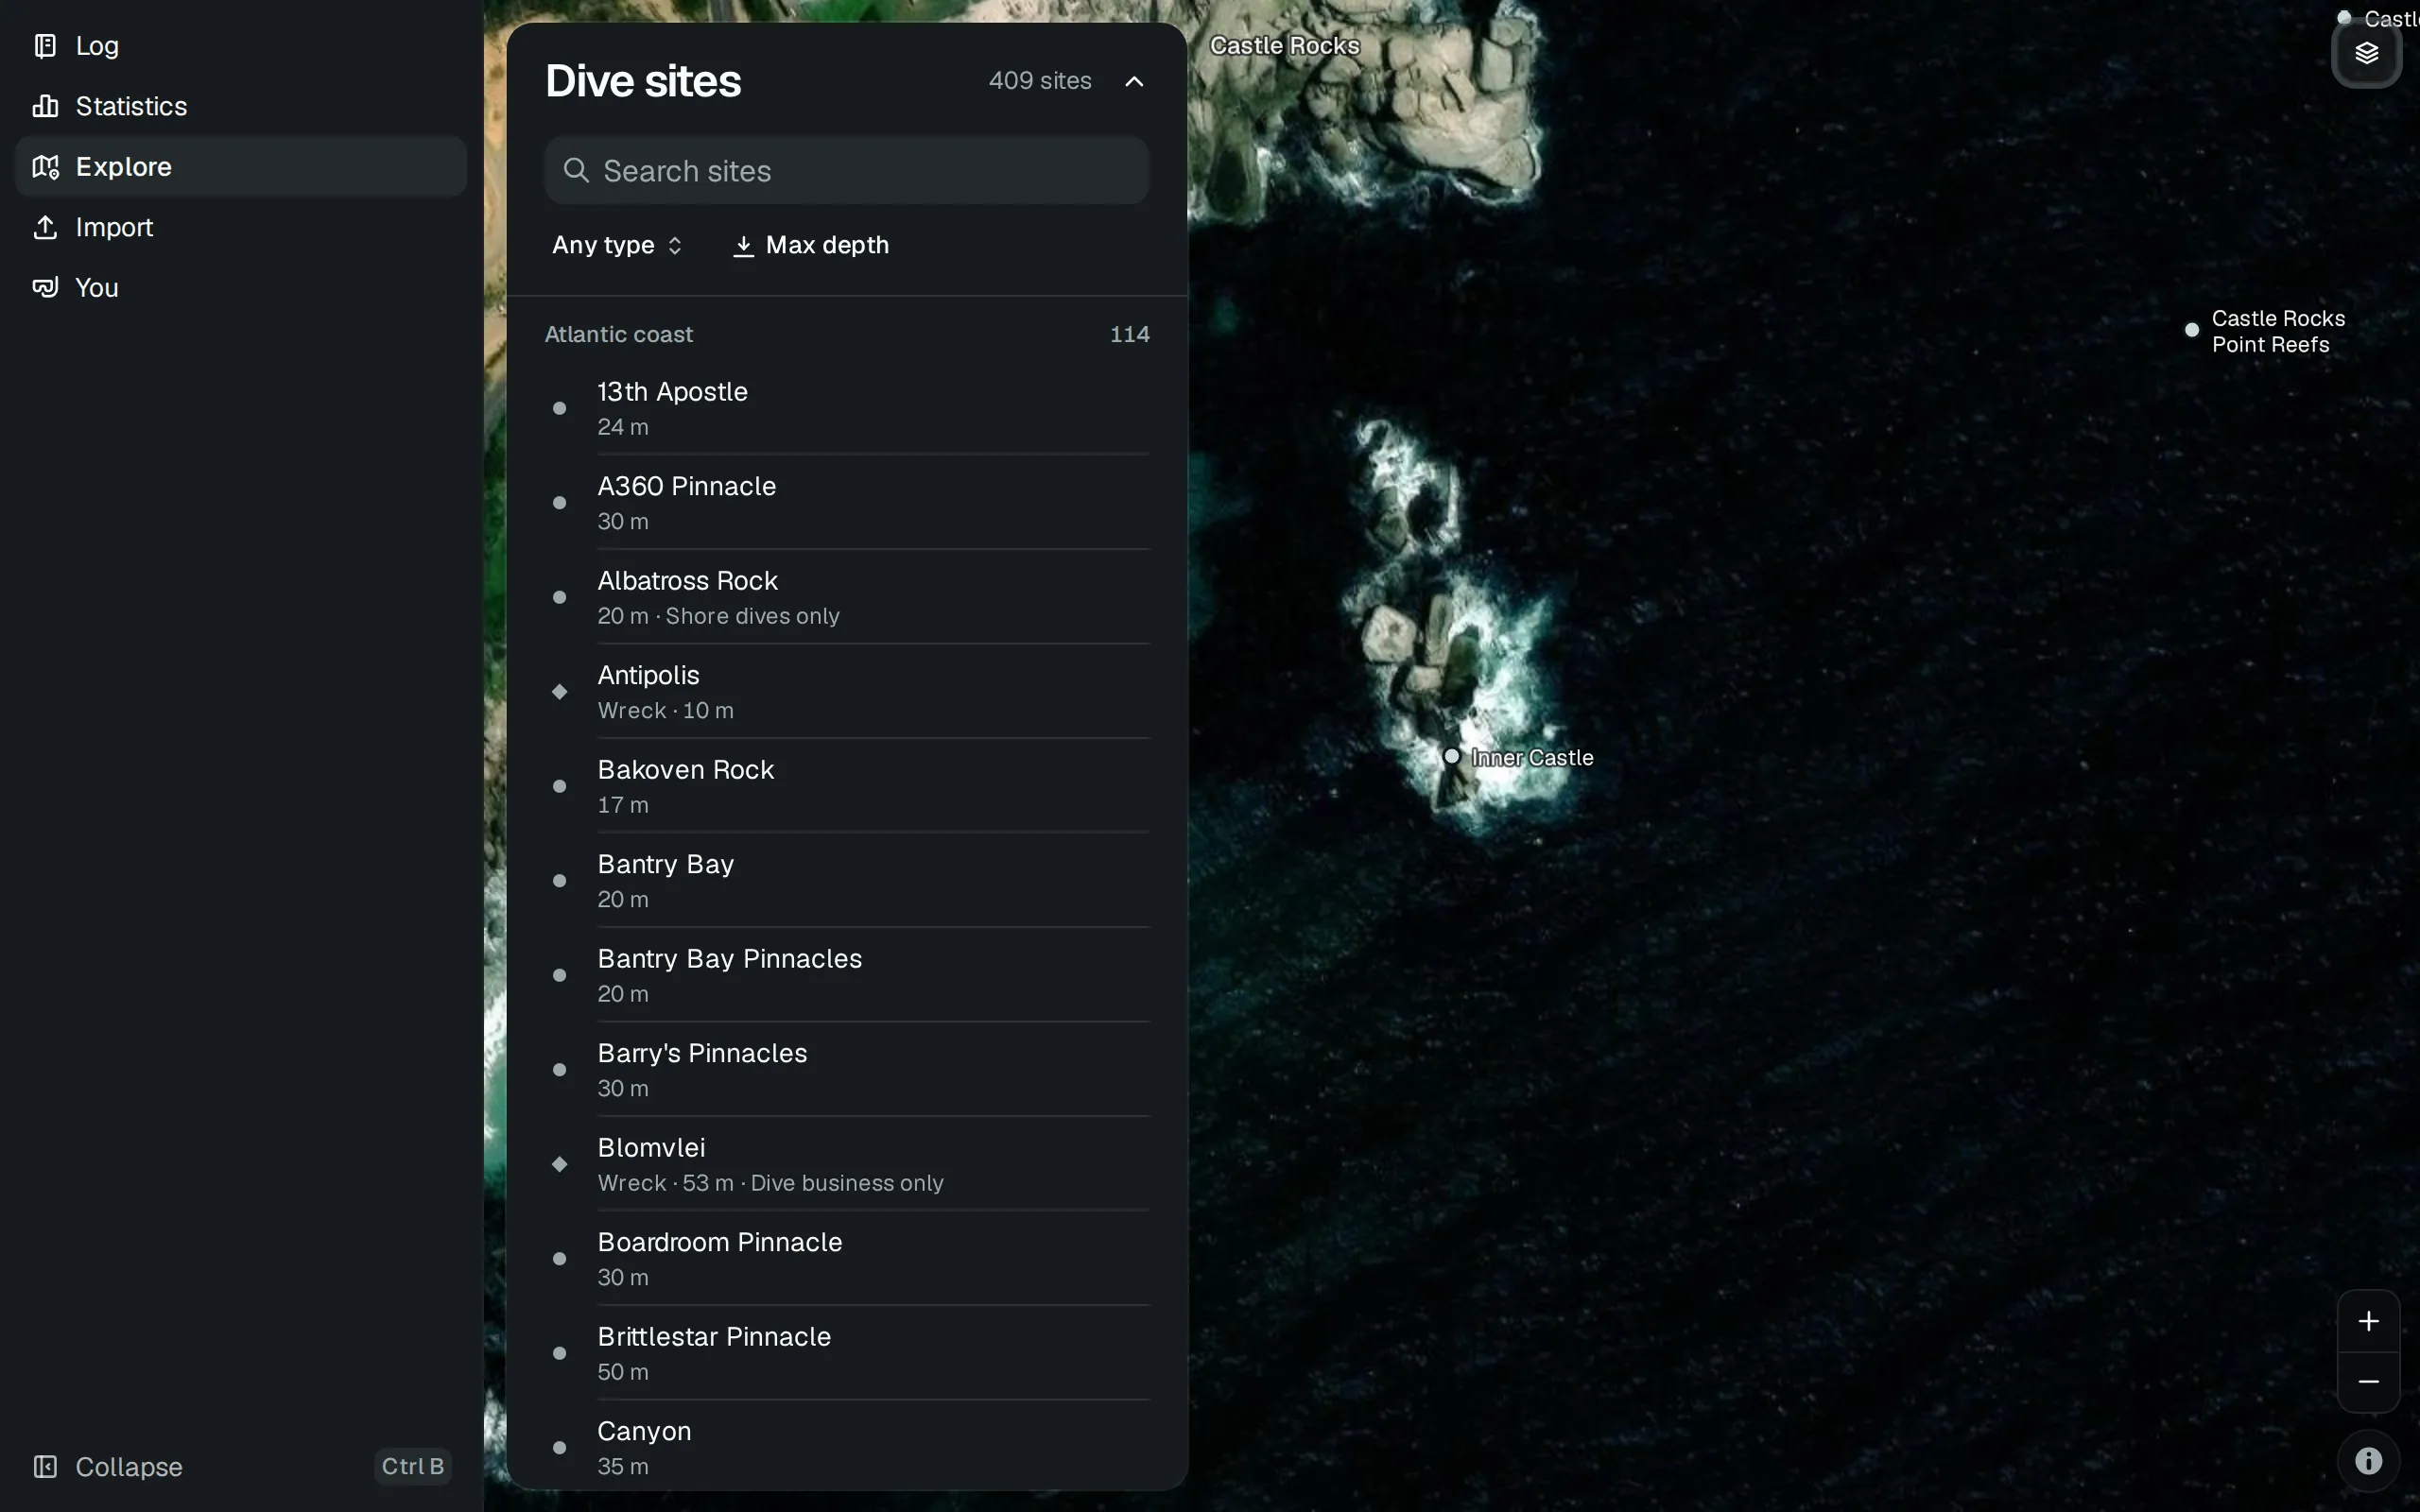 Log
Statistics
Explore
Import
You
Collapse
Ctrl B
Dive sites
409 sites
Search sites
Any type
Max depth
Atlantic coast
114
13th Apostle
24 m
A360 Pinnacle
30 m
Albatross Rock
20 m · Shore dives only
Antipolis
Wreck · 10 m
Bakoven Rock
17 m
Bantry Bay
20 m
Bantry Bay Pinnacles
20 m
Barry's Pinnacles
30 m
Blomvlei
Wreck · 53 m · Dive business only
Boardroom Pinnacle
30 m
Brittlestar Pinnacle
50 m
Canyon
35 m
Castle Rocks
Castle Rocks
Point Reefs
Inner Castle